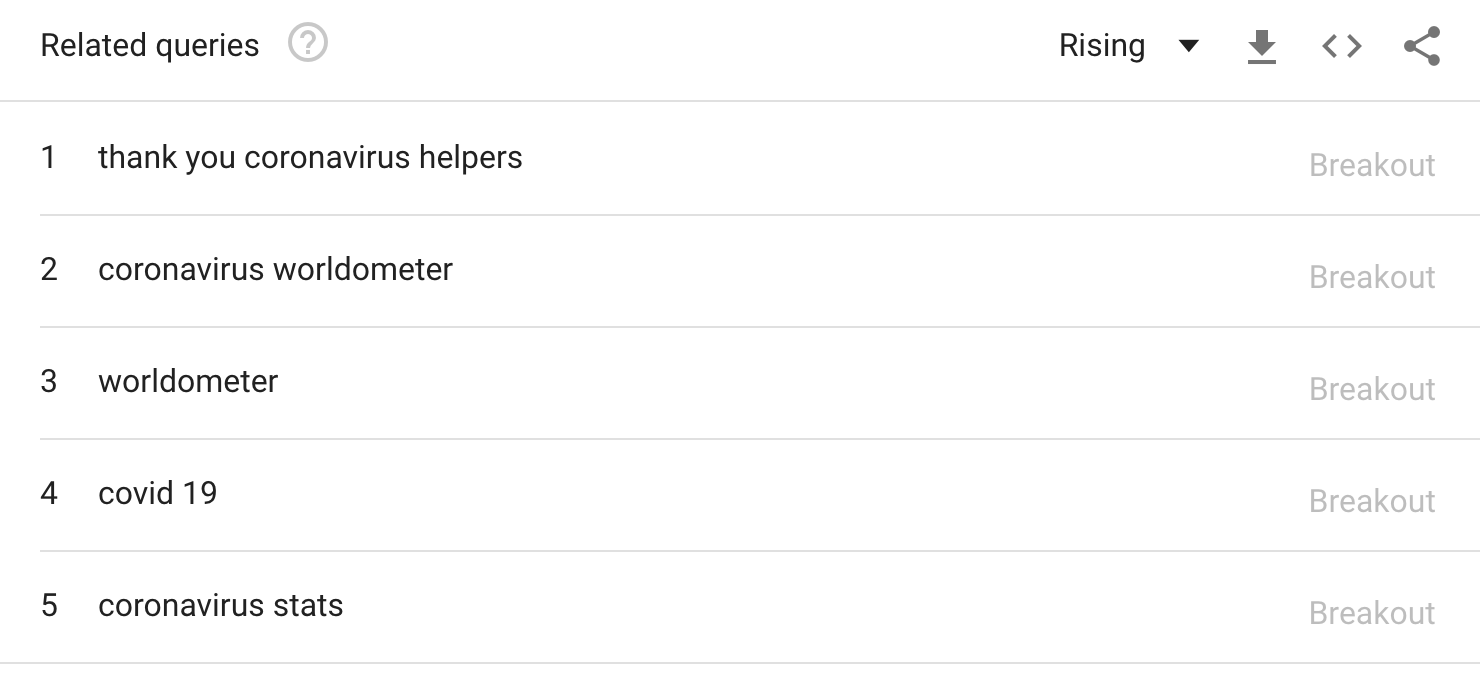 Related queries ? Rising
1 thank you coronavirus helpers Breakout
2 coronavirus worldometer Breakout
3 worldometer Breakout
4 covid 19 Breakout
5 coronavirus stats Breakout